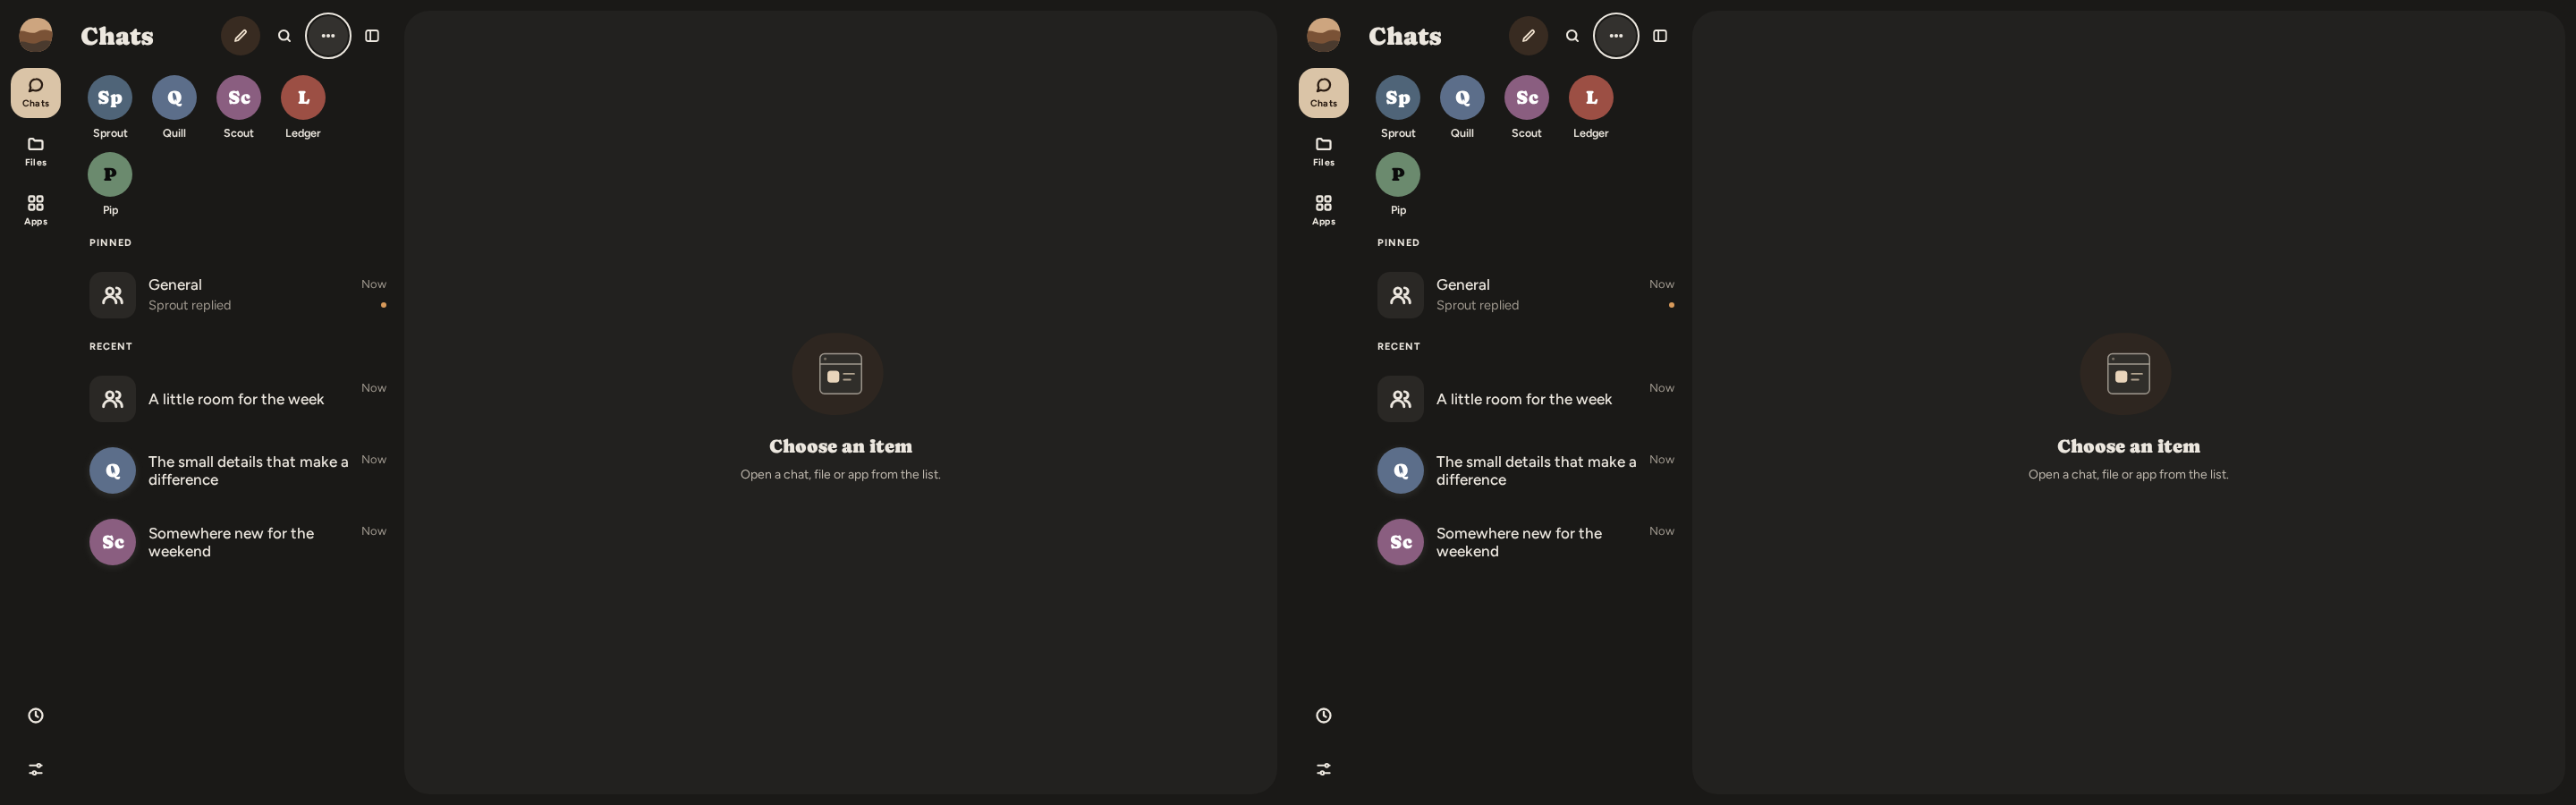 Chats
Chats
Files
Apps
Sp
Q
Sc
L
Sprout
Quill
Scout
Ledger
P
Pip
PINNED
General
Now
Sprout replied
RECENT
A little room for the week
Now
Q
The small details that make a
difference
Now
Sc
Somewhere new for the
weekend
Now
Choose an item
Open a chat, file or app from the list.
Chats
Chats
Files
Apps
Sp
Q
Sc
L
Sprout
Quill
Scout
Ledger
P
Pip
PINNED
General
Now
Sprout replied
RECENT
A little room for the week
Now
Q
The small details that make a
difference
Now
Sc
Somewhere new for the
weekend
Now
Choose an item
Open a chat, file or app from the list.